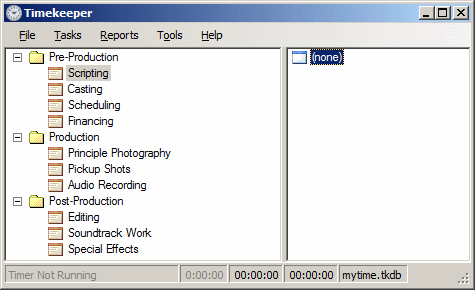 Timekeeper
File Tasks Reports Tools Help
Pre-Production
Scripting
Casting
Scheduling
Financing
Production
Principle Photography
Pickup Shots
Audio Recording
Post-Production
Editing
Soundtrack Work
Special Effects
(none)
Timer Not Running 0:00:00 00:00:00 00:00:00 mytime.tkdb